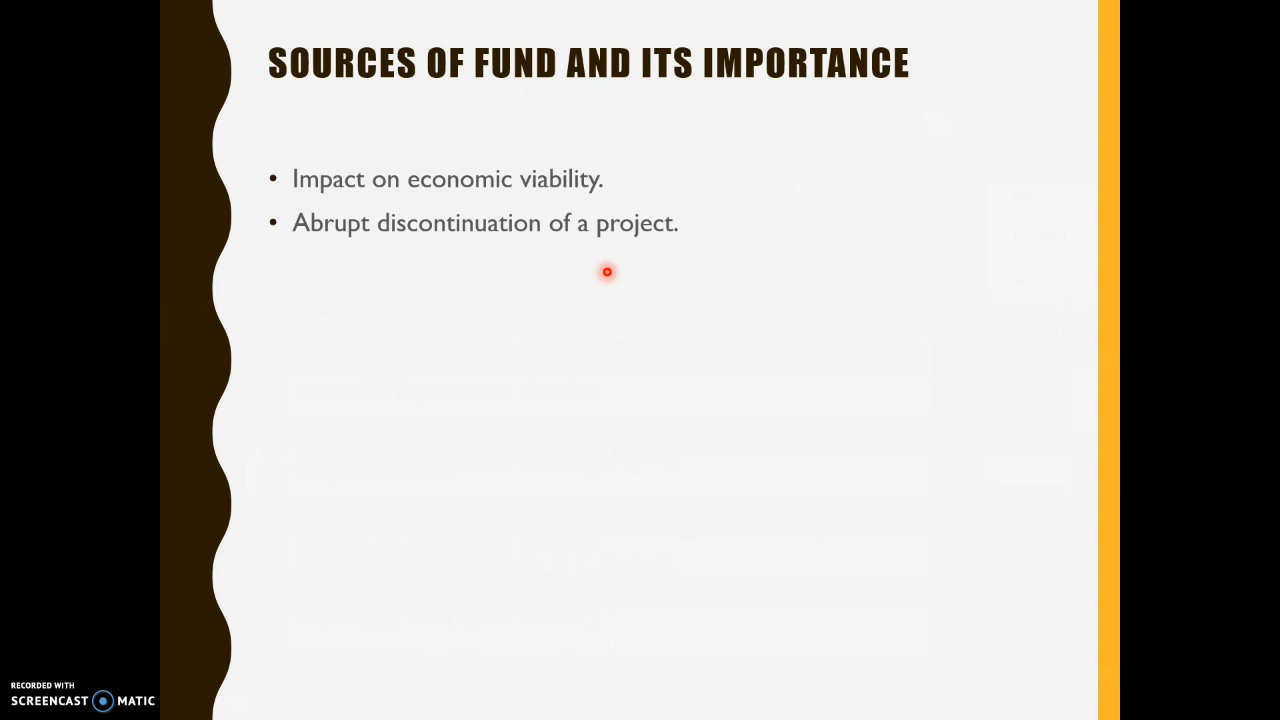 SOURCES OF FUND AND ITS IMPORTANCE
• Impact on economic viability.
• Abrupt discontinuation of a project.
RECORDED WITH
SCREENCAST MATIC